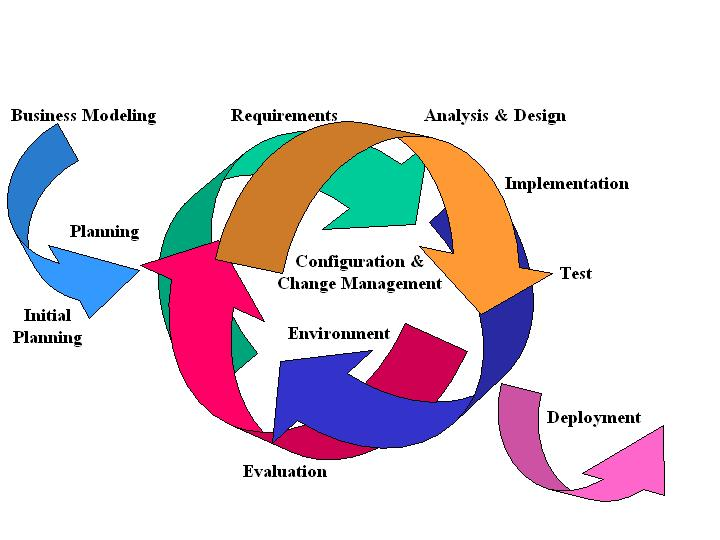 Business Modeling
Requirements
Analysis & Design
Implementation
Planning
Configuration &
Change Management
Test
Initial
Planning
Environment
Deployment
Evaluation